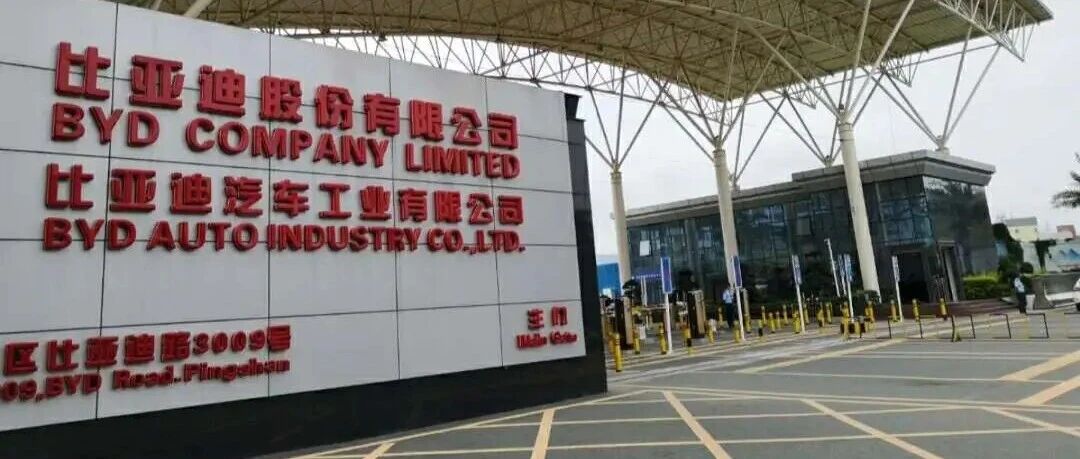 比亚迪股份有限公司
BYD COMPANY LIMITED
比亚迪汽车工业有限公司
BYD AUTO INDUSTRY CO.,LTD.
区比亚迪路3009号
09,BYD Road.Pingshan
主门